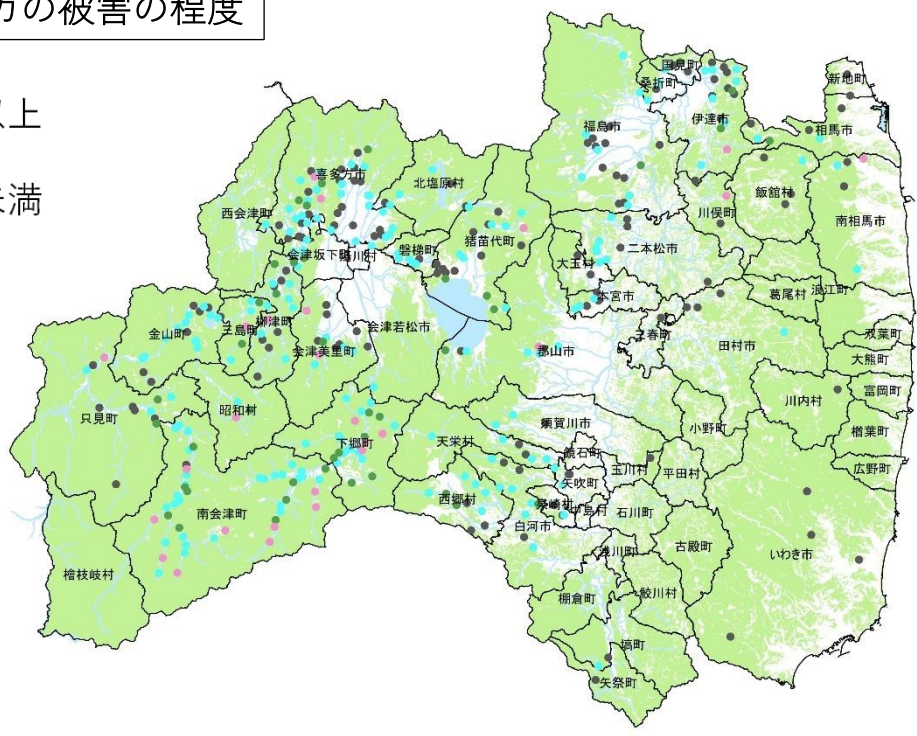 カの被害の程度
以上
未満
国見町
新地町
桑折町
福島市
伊達市
相馬市
喜多方市
北塩原村
飯舘村
西会津町
川俣町
南相馬市
猪苗代町
磐梯町
二本松市
会津坂下町
湯川村
大玉村
本宮市
葛尾村
浪江町
柳津町
三島町
金山町
会津若松市
三春町
双葉町
田村市
会津美里町
郡山市
大熊町
富岡町
川内村
只見町
昭和村
須賀川市
小野町
楢葉町
下郷町
天栄村
鏡石町
広野町
玉川村
平田村
矢吹町
西郷村
泉崎村
中島村
石川町
南会津町
白河市
古殿町
いわき市
浅川町
檜枝岐村
鮫川村
棚倉町
塙町
矢祭町